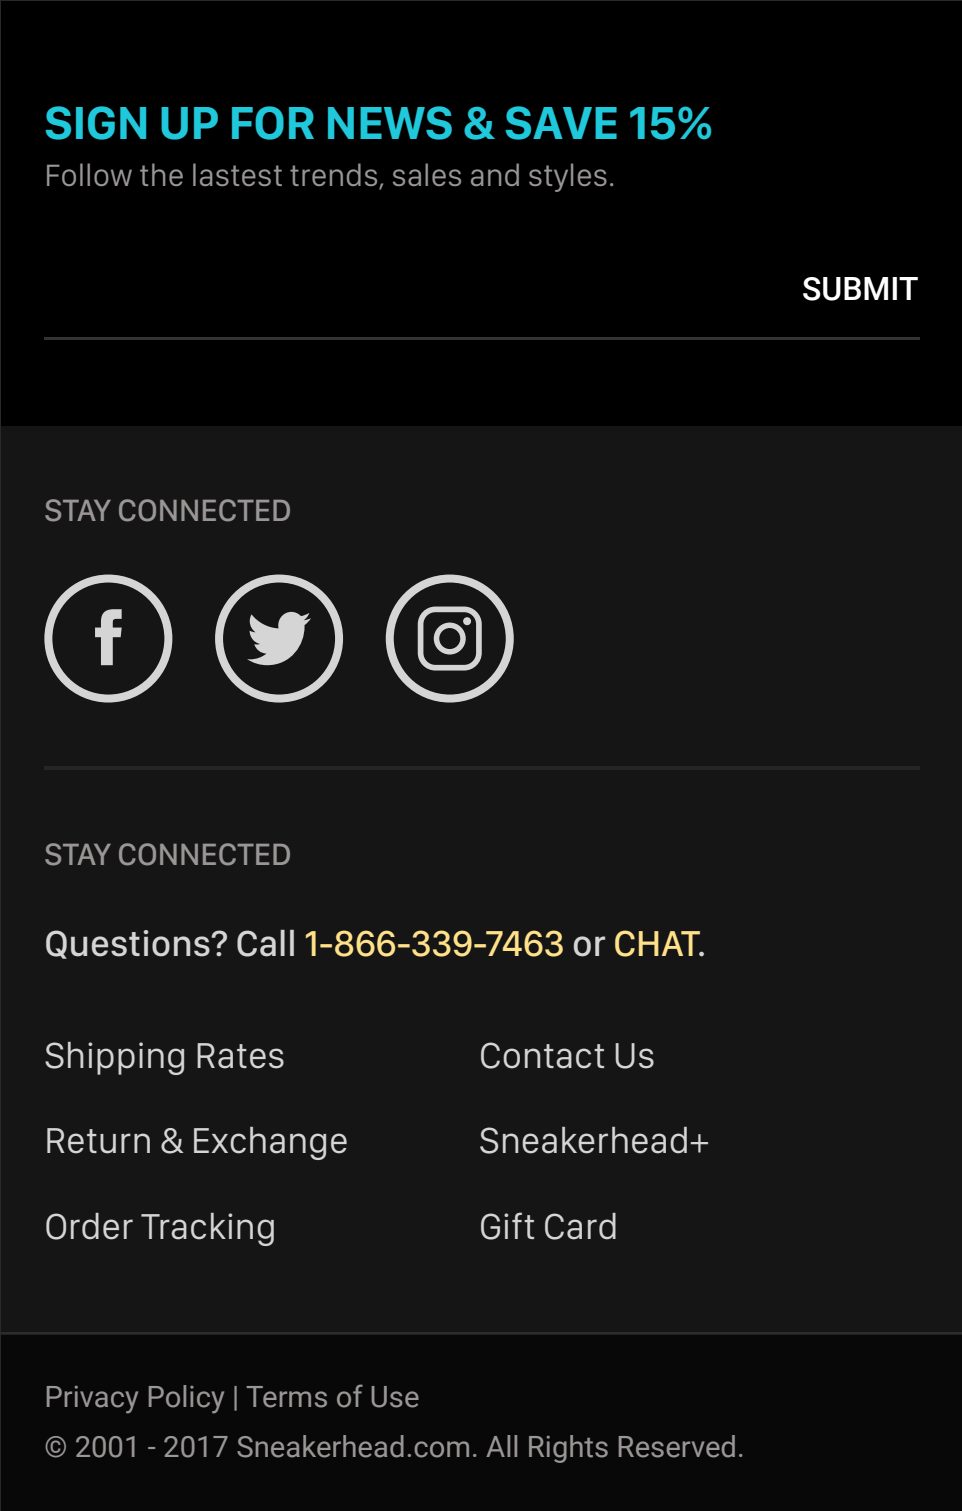 SIGN UP FOR NEWS & SAVE 15%
Follow the lastest trends, sales and styles.
SUBMIT
STAY CONNECTED
STAY CONNECTED
Questions? Call 1-866-339-7463 or CHAT.
Shipping Rates
Contact Us
Return & Exchange
Sneakerhead+
Order Tracking
Gift Card
Privacy Policy | Terms of Use
© 2001 - 2017 Sneakerhead.com. All Rights Reserved.